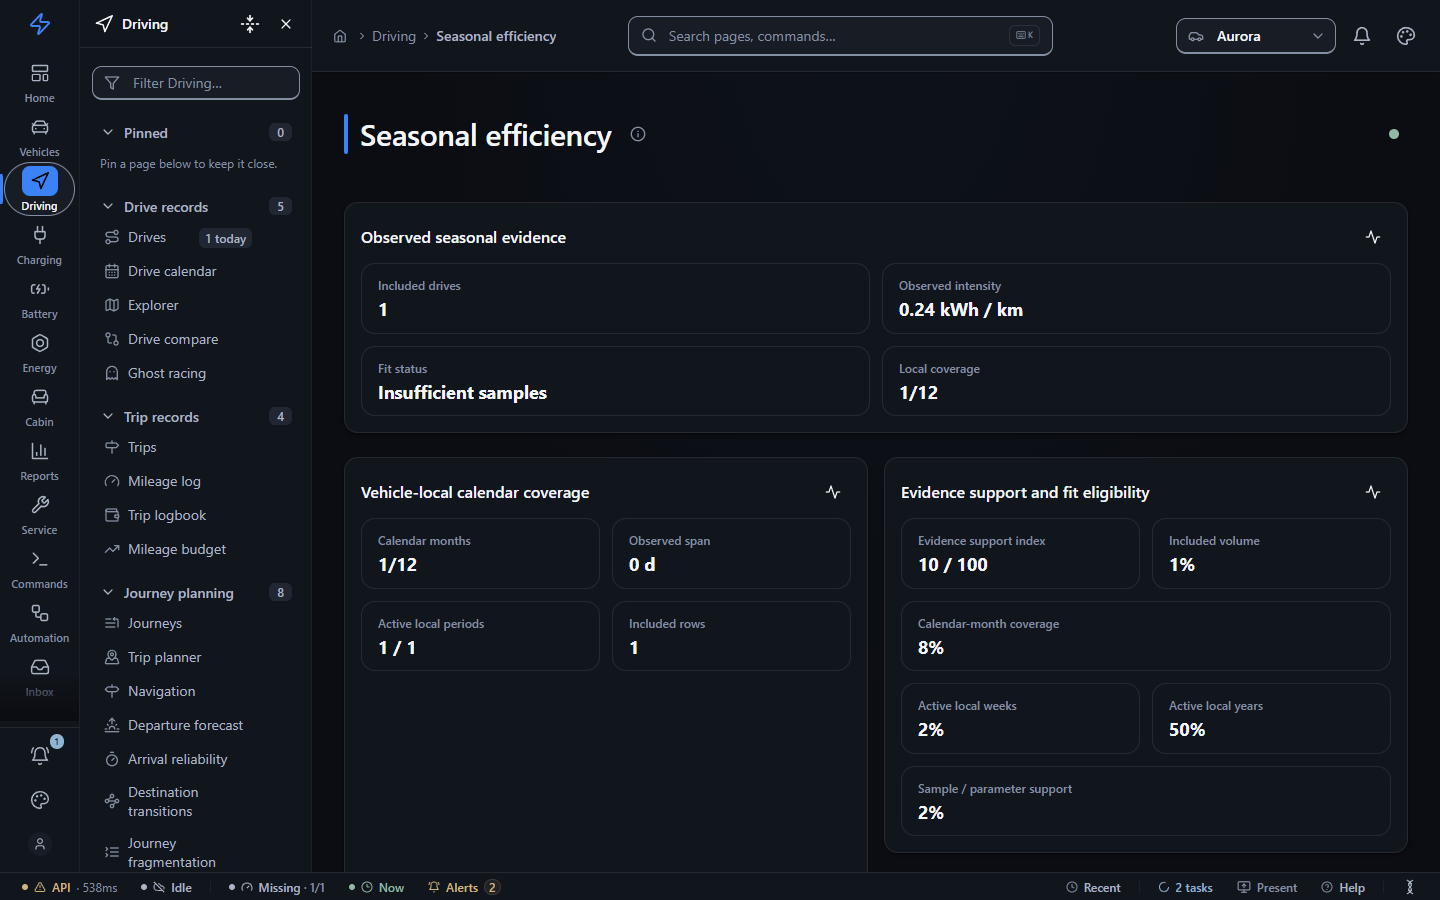 Home
Vehicles
Driving
Charging
Battery
Energy
Cabin
Reports
Service
Commands
Automation
Inbox
1
Driving
Filter Driving...
Pinned 0
Pin a page below to keep it close.
Drive records 5
Drives 1 today
Drive calendar
Explorer
Drive compare
Ghost racing
Trip records 4
Trips
Mileage log
Trip logbook
Mileage budget
Journey planning 8
Journeys
Trip planner
Navigation
Departure forecast
Arrival reliability
Destination
transitions
Journey
fragmentation
Driving > Seasonal efficiency
Search pages, commands... K
Aurora
Seasonal efficiency
Observed seasonal evidence
Included drives
1
Observed intensity
0.24 kWh / km
Fit status
Insufficient samples
Local coverage
1/12
Vehicle-local calendar coverage
Calendar months
1/12
Observed span
0 d
Active local periods
1 / 1
Included rows
1
Evidence support and fit eligibility
Evidence support index
10 / 100
Included volume
1%
Calendar-month coverage
8%
Active local weeks
2%
Active local years
50%
Sample / parameter support
2%
API · 538ms
Idle
Missing · 1/1
Now
Alerts 2
Recent
2 tasks
Present
Help